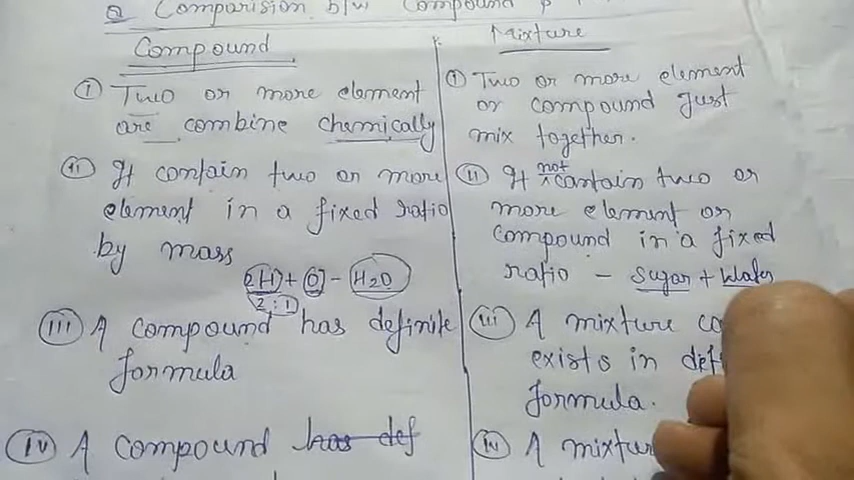 Q Comparision b/w Compound &
Compound
Mixture
(I) Two or more element
are combine chemically
(II) It contain two or more
element in a fixed ratio
by mass
2H + O - H2O
2:1
(III) A compound has definite
formula
(IV) A compound has def
(I) Two or more element
or compound Just
mix together.
(II) It not contain two or
more element or
compound in a fixed
ratio - Sugar + Water
(III) A mixture
exists in
formula.
(IV) A